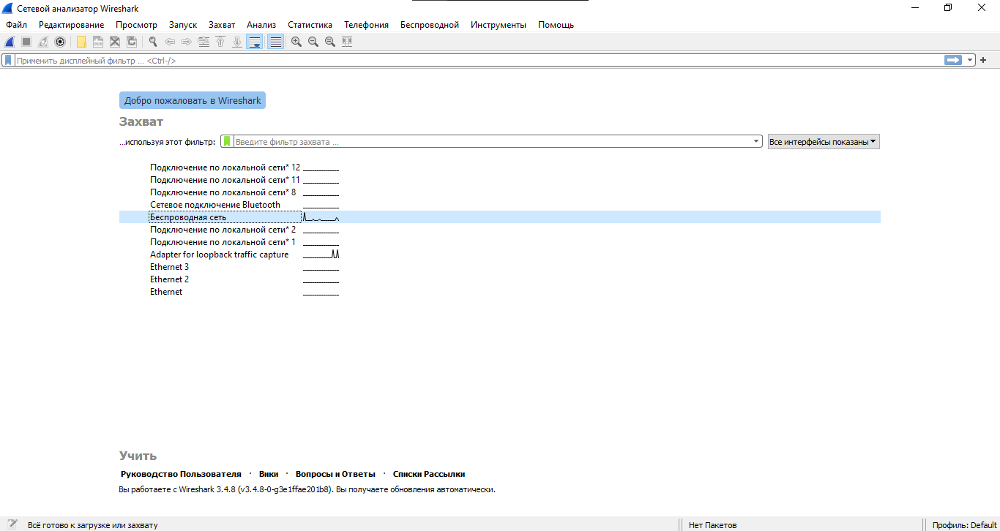 Сетевой анализатор Wireshark
Файл Редактирование Просмотр Запуск Захват Анализ Статистика Телефония Беспроводной Инструменты Помощь
Применить дисплейный фильтр ... <Ctrl-/>
Добро пожаловать в Wireshark
Захват
...используя этот фильтр: Введите фильтр захвата ... Все интерфейсы показаны
Подключение по локальной сети* 12
Подключение по локальной сети* 11
Подключение по локальной сети* 8
Сетевое подключение Bluetooth
Беспроводная сеть
Подключение по локальной сети* 2
Подключение по локальной сети* 1
Adapter for loopback traffic capture
Ethernet 3
Ethernet 2
Ethernet
Учить
Руководство Пользователя · Вики · Вопросы и Ответы · Списки Рассылки
Вы работаете с Wireshark 3.4.8 (v3.4.8-0-g3e1ffae201b8). Вы получаете обновления автоматически.
Всё готово к загрузке или захвату Нет Пакетов Профиль: Default